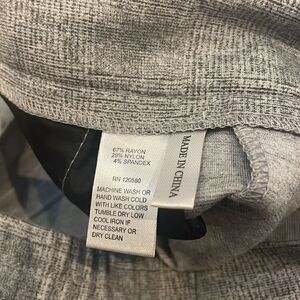 67% RAYON
29% NYLON
4% SPANDEX
RN 120580
MACHINE WASH OR
HAND WASH COLD
WITH LIKE COLORS
TUMBLE DRY LOW
COOL IRON IF
NECESSARY OR
DRY CLEAN
MADE IN CHINA